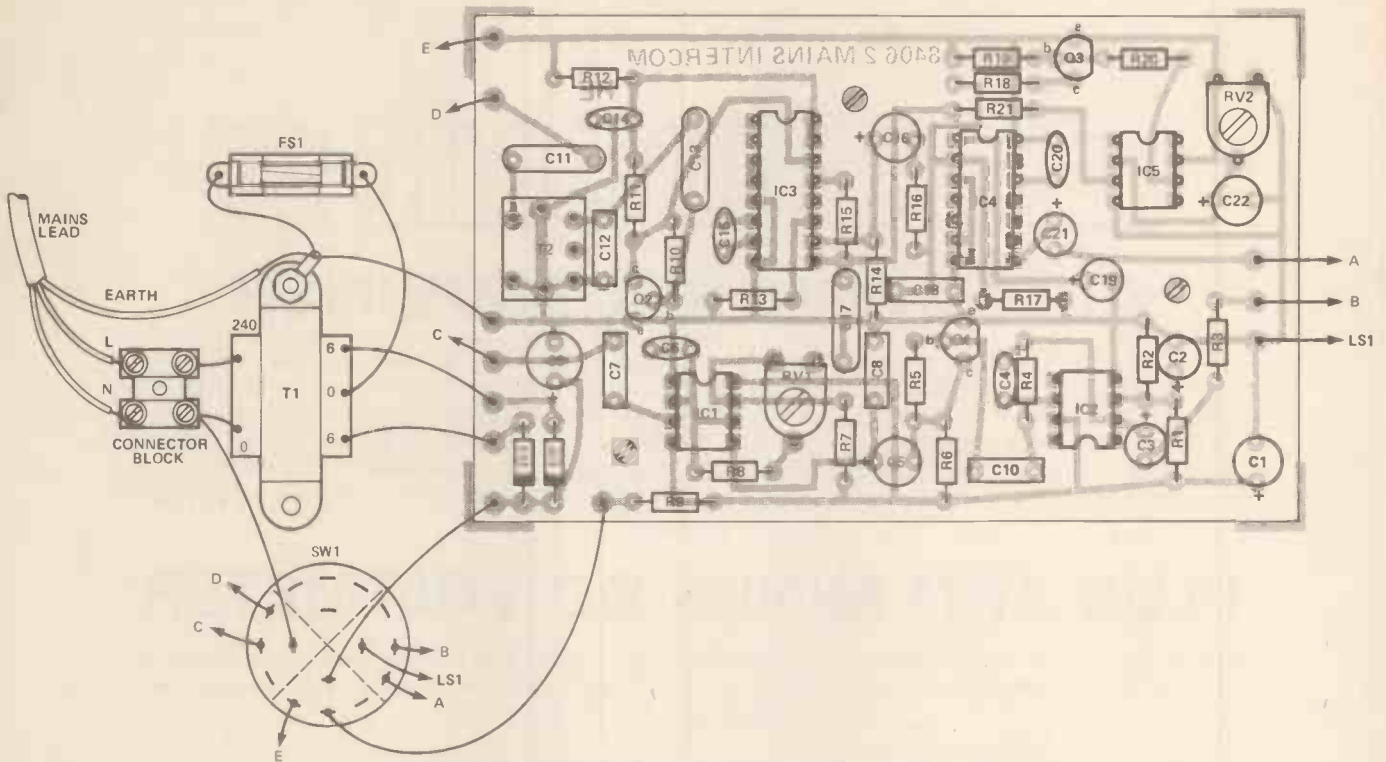 E
D
8406 2 MAINS INTERCOM
R12
C14
C11
C13
R11
T2
C12
R10
C15
IC3
R15
R13
R14
C16
R16
C18
e
b
Q3
c
R19
R20
R18
R21
IC4
C20
C21
IC5
RV2
C22
C19
R17
A
B
LS1
FS1
MAINS LEAD
EARTH
L
N
CONNECTOR BLOCK
240
0
T1
6
0
6
C
C7
C6
IC1
RV1
C17
C8
R5
C4
R4
IC2
R2
C2
R3
R1
C3
C1
R7
R8
R9
C5
R6
C10
SW1
D
C
B
LS1
A
E